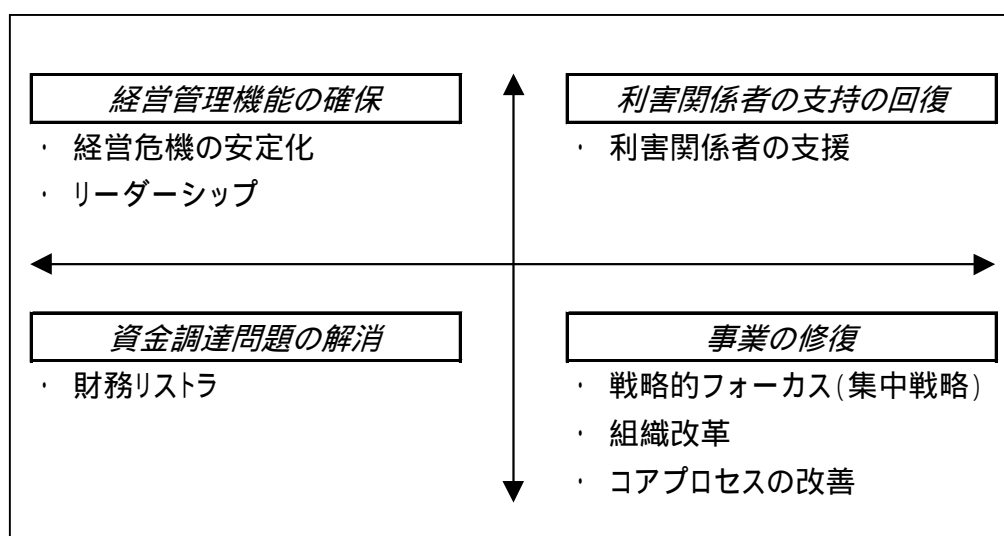 経営管理機能の確保
・ 経営危機の安定化
・ リーダーシップ
利害関係者の支持の回復
・ 利害関係者の支援
資金調達問題の解消
・ 財務リストラ
事業の修復
・ 戦略的フォーカス(集中戦略)
・ 組織改革
・ コアプロセスの改善